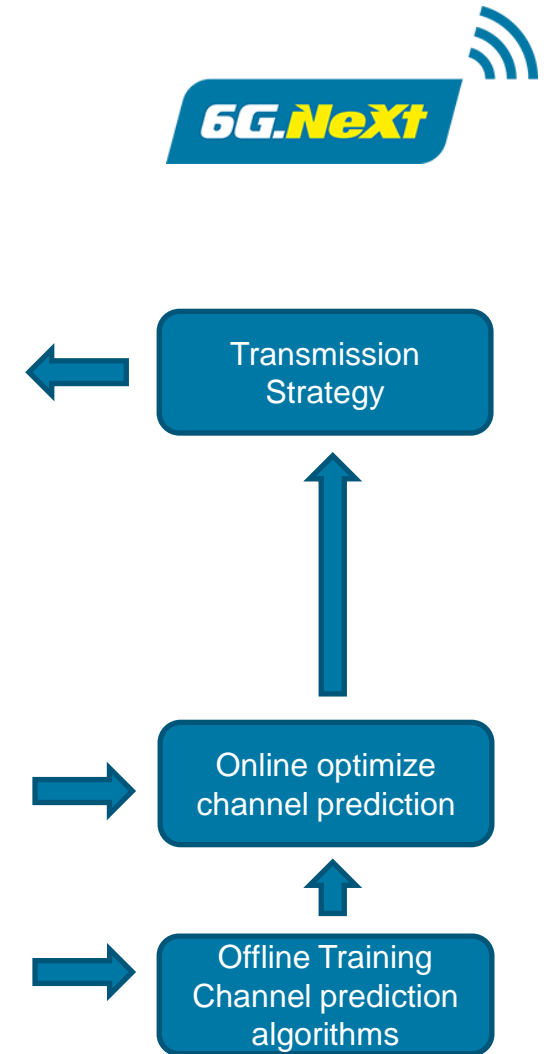 6G.NeXt
Transmission
Strategy
Online optimize
channel prediction
Offline Training
Channel prediction
algorithms